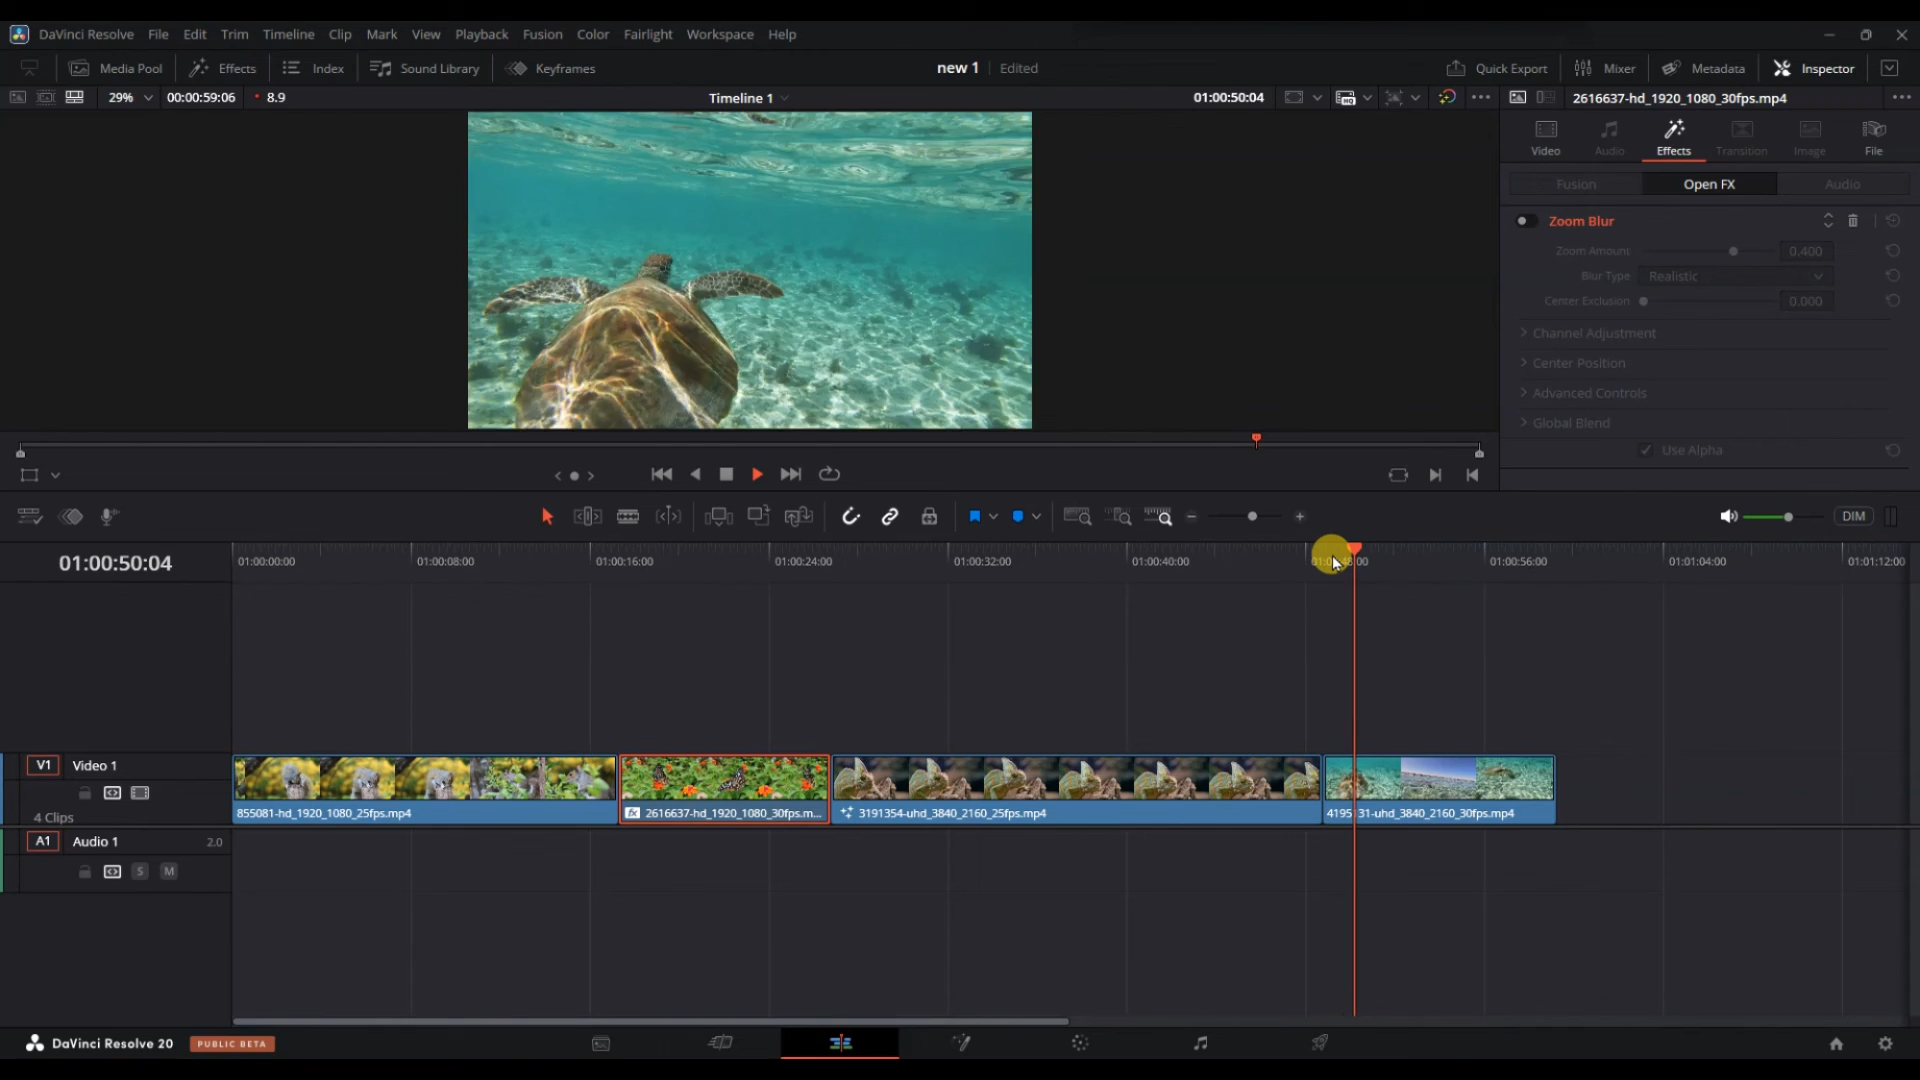 DaVinci Resolve File Edit Trim Timeline Clip Mark View Playback Fusion Color Fairlight Workspace Help
Media Pool Effects Index Sound Library Keyframes new 1 Edited Quick Export Mixer Metadata Inspector
29% 00:00:59:06 8.9 Timeline 1 01:00:50:04 2616637-hd_1920_1080_30fps.mp4
Video Audio Effects Transition Image File
Fusion Open FX Audio
Zoom Blur
Zoom Amount 0.400
Blur Type Realistic
Center Exclusion 0.000
Channel Adjustment
Center Position
Advanced Controls
Global Blend
Use Alpha
DIM
01:00:50:04
01:00:00:00 01:00:08:00 01:00:16:00 01:00:24:00 01:00:32:00 01:00:40:00 01:00:56:00 01:01:04:00 01:01:12:00
V1 Video 1
4 Clips
855081-hd_1920_1080_25fps.mp4 2616637-hd_1920_1080_30fps.m... 3191354-uhd_3840_2160_25fps.mp4 4195131-uhd_3840_2160_30fps.mp4
A1 Audio 1 2.0
S M
DaVinci Resolve 20 PUBLIC BETA